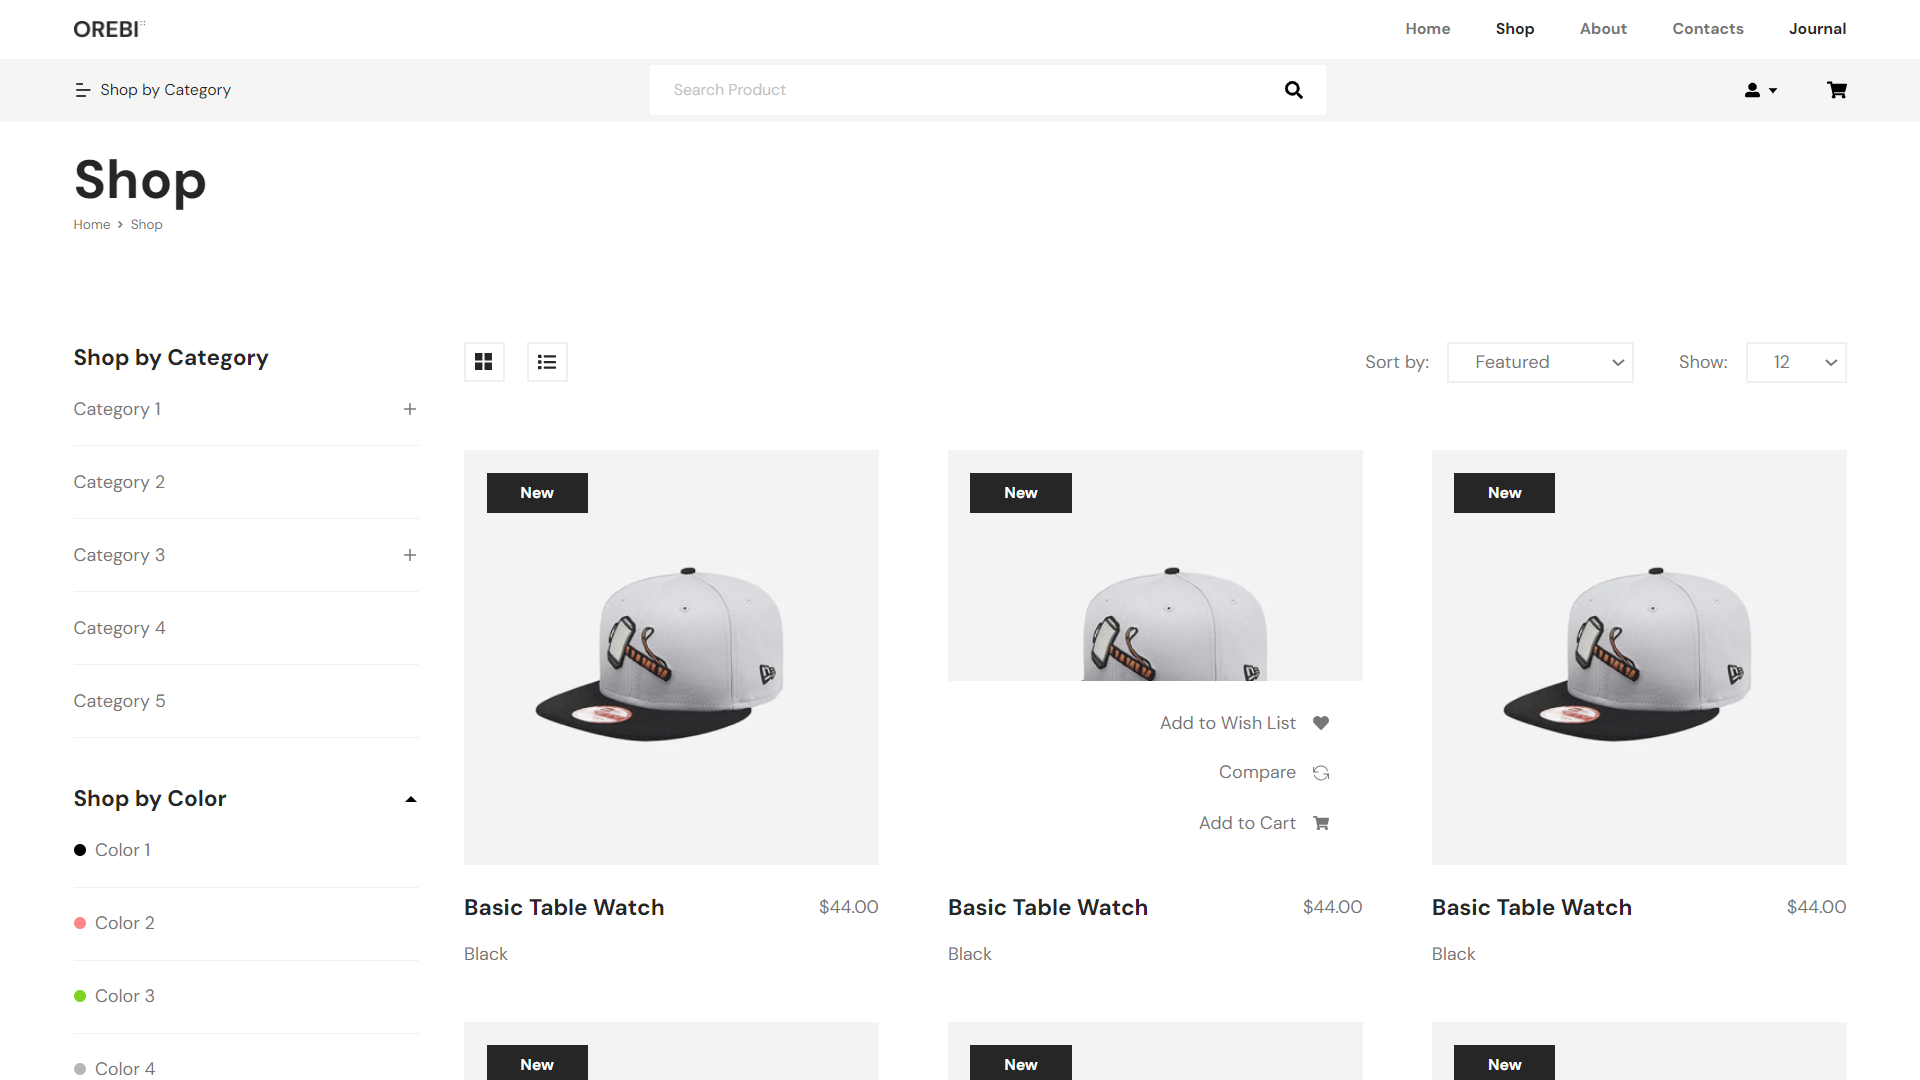 OREBI
Home Shop About Contacts Journal
Shop by Category
Search Product
Shop
Home > Shop
Shop by Category
Category 1
Category 2
Category 3
Category 4
Category 5
Shop by Color
Color 1
Color 2
Color 3
Color 4
Sort by: Featured Show: 12
New
New
New
Add to Wish List
Compare
Add to Cart
Basic Table Watch $44.00
Black
Basic Table Watch $44.00
Black
Basic Table Watch $44.00
Black
New
New
New